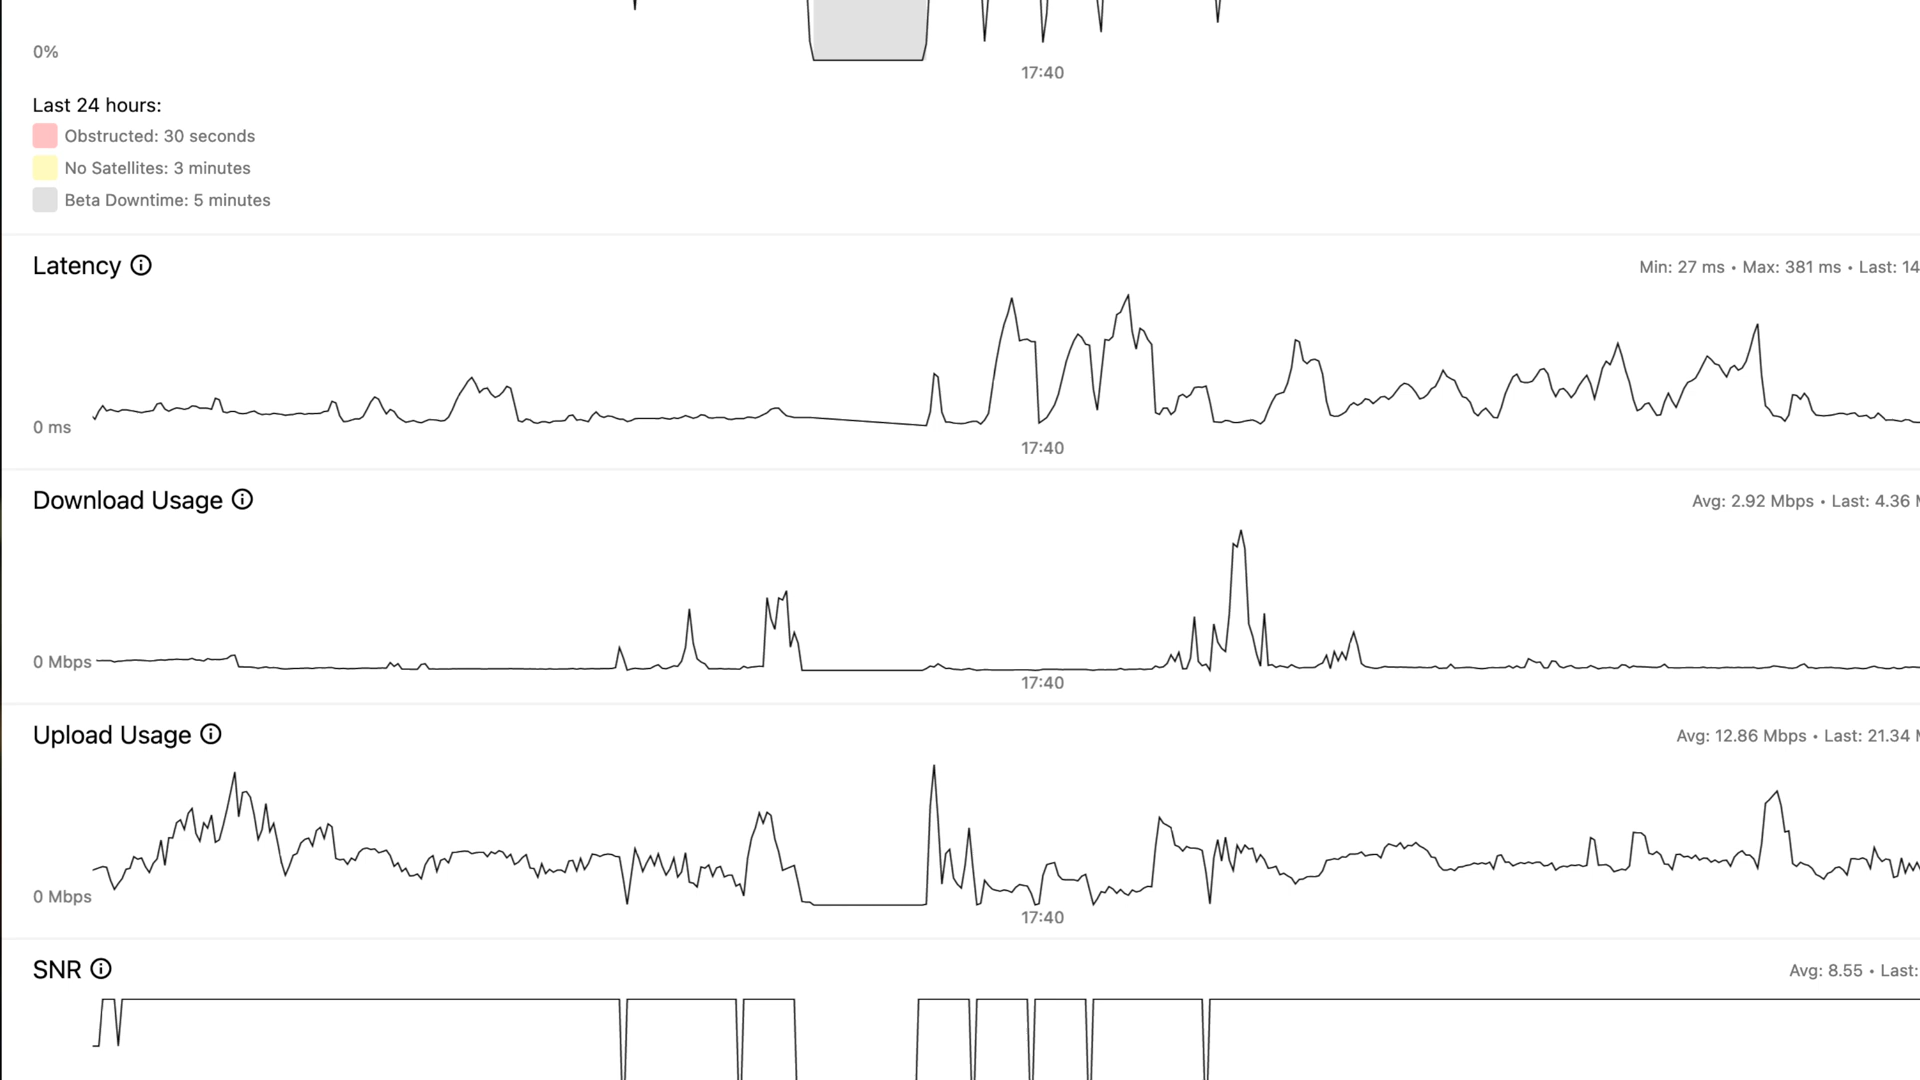 0%
17:40
Last 24 hours:
Obstructed: 30 seconds
No Satellites: 3 minutes
Beta Downtime: 5 minutes
Latency
Min: 27 ms • Max: 381 ms • Last: 14
0 ms
17:40
Download Usage
Avg: 2.92 Mbps • Last: 4.36
0 Mbps
17:40
Upload Usage
Avg: 12.86 Mbps • Last: 21.34
0 Mbps
17:40
SNR
Avg: 8.55 • Last: